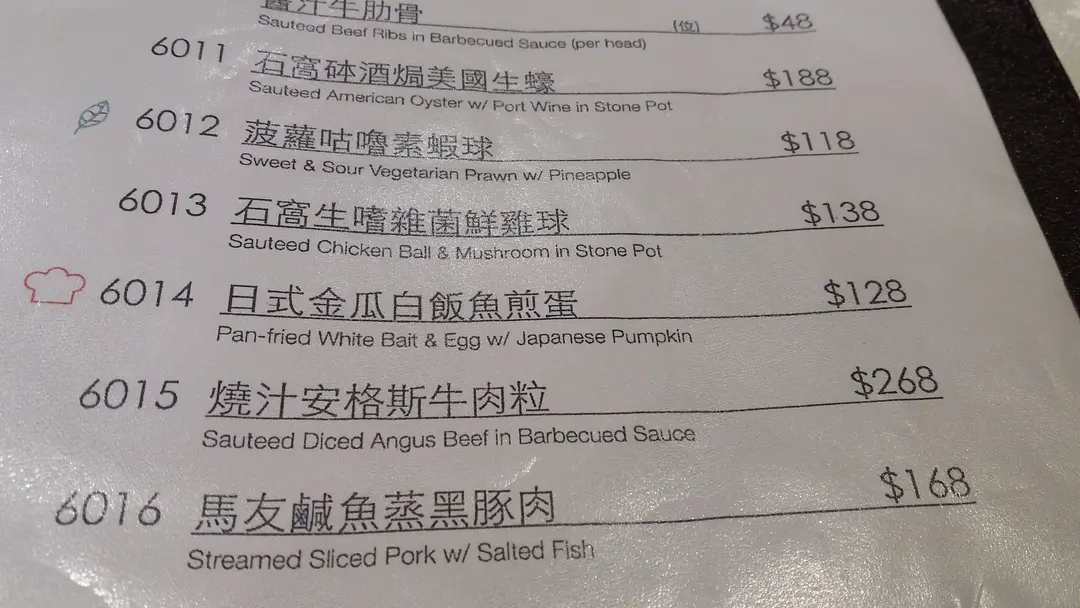 醬汁牛肋骨 (位) $48
Sauteed Beef Ribs in Barbecued Sauce (per head)
6011 石窩砵酒焗美國生蠔 $188
Sauteed American Oyster w/ Port Wine in Stone Pot
6012 菠蘿咕嚕素蝦球 $118
Sweet & Sour Vegetarian Prawn w/ Pineapple
6013 石窩生嗜雜菌鮮雞球 $138
Sauteed Chicken Ball & Mushroom in Stone Pot
6014 日式金瓜白飯魚煎蛋 $128
Pan-fried White Bait & Egg w/ Japanese Pumpkin
6015 燒汁安格斯牛肉粒 $268
Sauteed Diced Angus Beef in Barbecued Sauce
6016 馬友鹹魚蒸黑豚肉 $168
Streamed Sliced Pork w/ Salted Fish